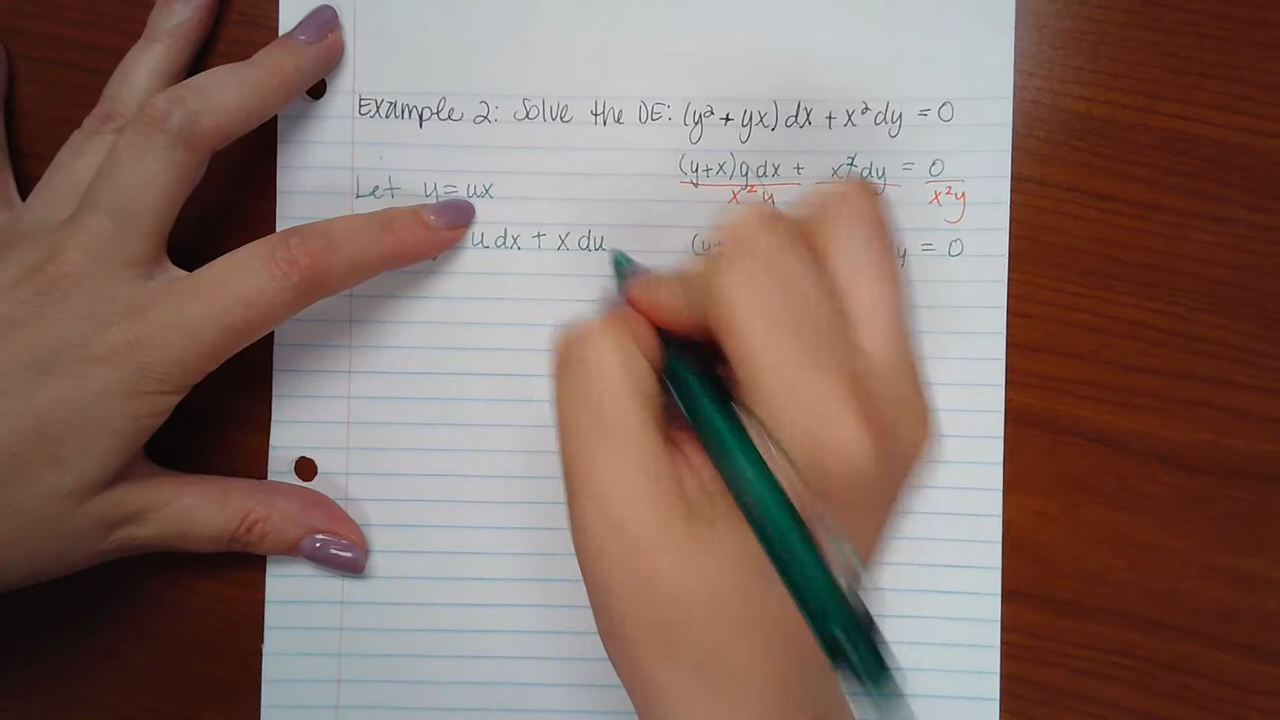 Example 2: Solve the DE: (y² + yx) dx + x² dy = 0
(y+x) y dx + x² dy = 0
x²y x²y
Let y = ux
u dx + x du
y = 0